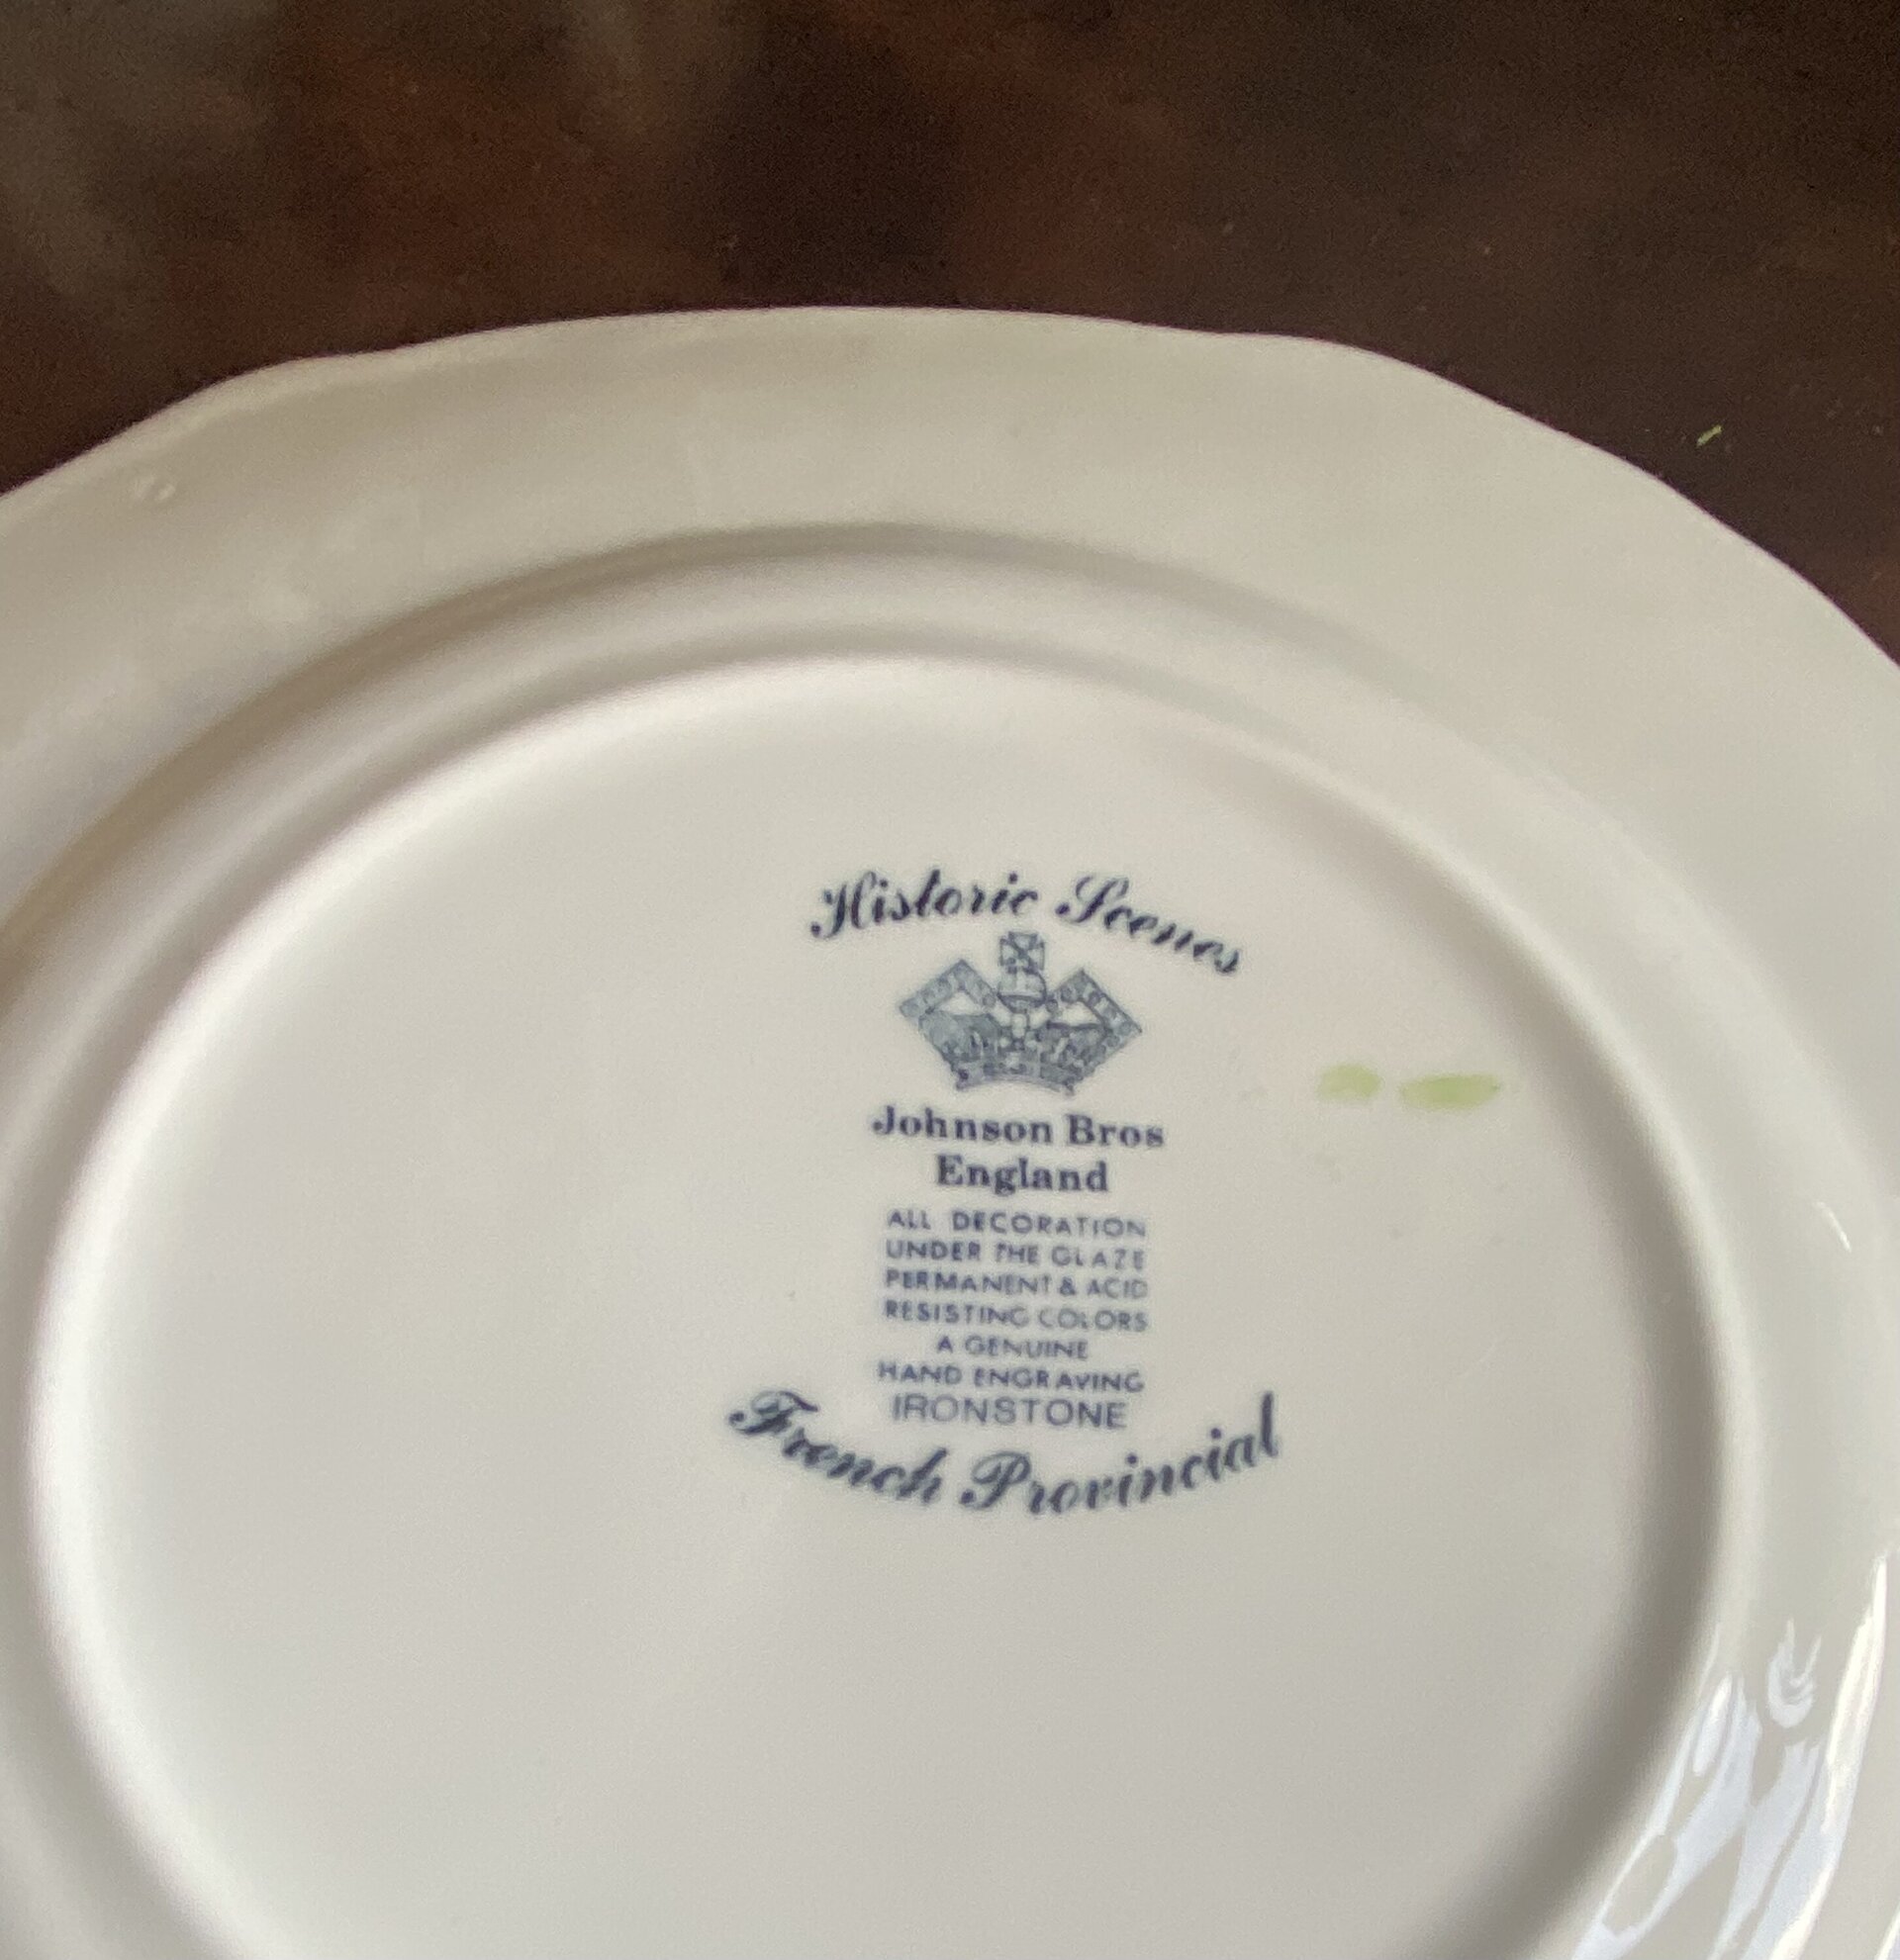 Historic Scenes
Johnson Bros
England
ALL DECORATION
UNDER THE GLAZE
PERMANENT & ACID
RESISTING COLORS
A GENUINE
HAND ENGRAVING
IRONSTONE
French Provincial